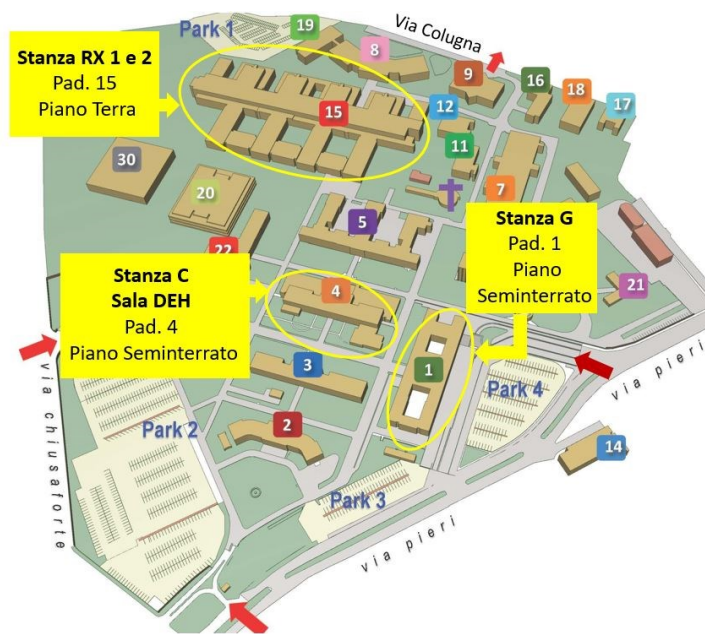 19
Park 1
8
Via Colugna
Stanza RX 1 e 2
Pad. 15
Piano Terra
9
16
18
17
12
15
11
30
20
7
5
22
Stanza G
Pad. 1
Piano
Seminterrato
Stanza C
Sala DEH
Pad. 4
Piano Seminterrato
4
21
3
1
via chiusaforte
Park 4
via pieri
Park 2
2
14
Park 3
via pieri